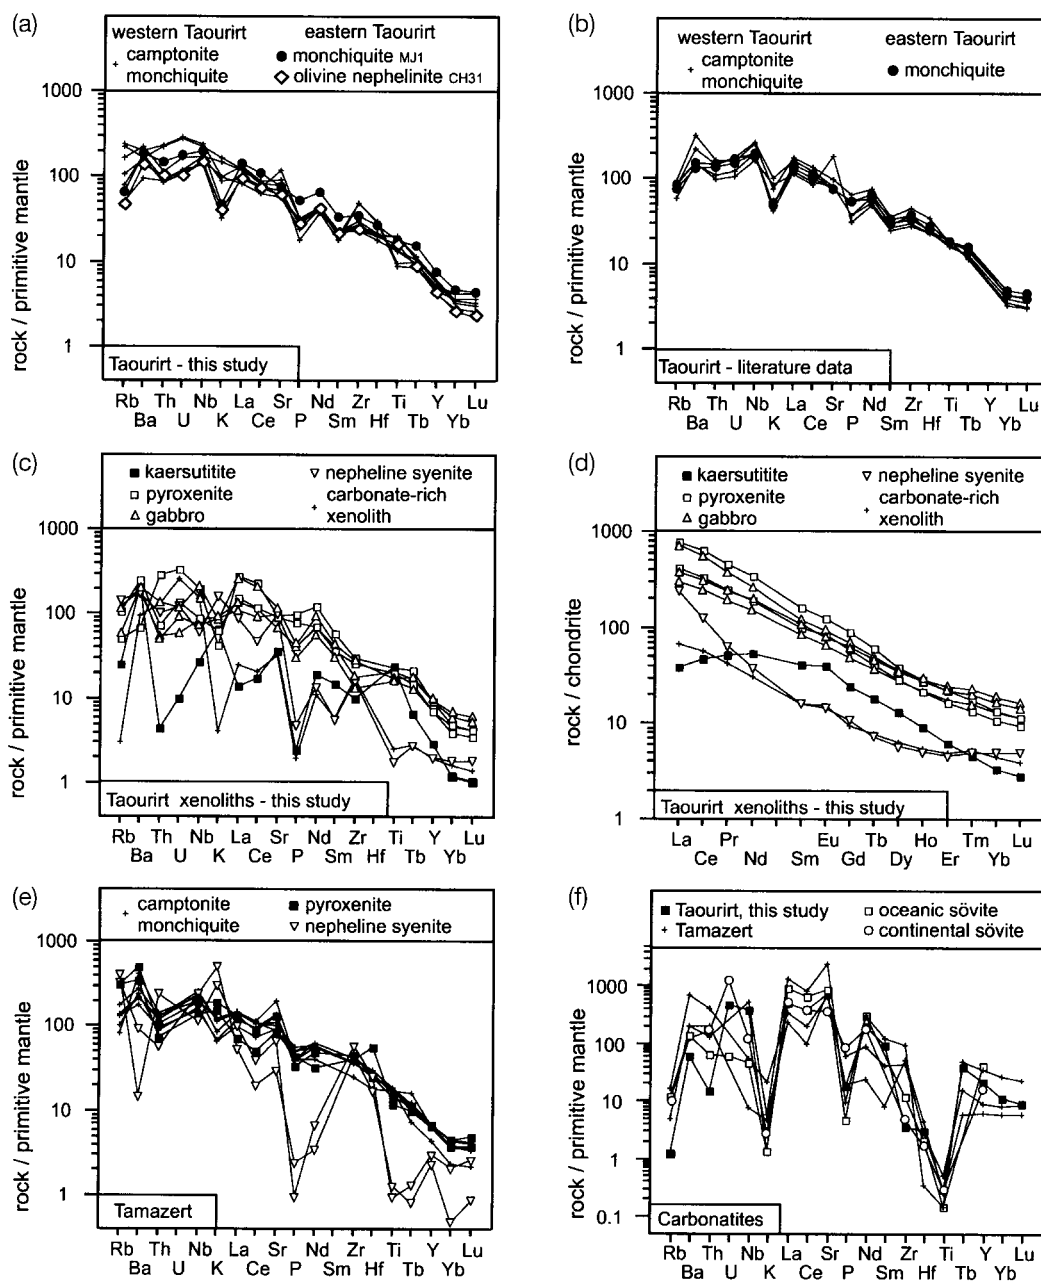 (a)
western Taourirt eastern Taourirt
camptonite monchiquite MJ1
monchiquite olivine nephelinite CH31
1000
100
10
1
rock / primitive mantle
Taourirt - this study
Rb Th Nb La Sr Nd Zr Ti Y Lu
Ba U K Ce P Sm Hf Tb Yb
(b)
western Taourirt eastern Taourirt
camptonite monchiquite
monchiquite
1000
100
10
1
rock / primitive mantle
Taourirt - literature data
Rb Th Nb La Sr Nd Zr Ti Y Lu
Ba U K Ce P Sm Hf Tb Yb
(c)
kaersutitite nepheline syenite
pyroxenite carbonate-rich
gabbro xenolith
1000
100
10
1
rock / primitive mantle
Taourirt xenoliths - this study
Rb Th Nb La Sr Nd Zr Ti Y Lu
Ba U K Ce P Sm Hf Tb Yb
(d)
kaersutitite nepheline syenite
pyroxenite carbonate-rich
gabbro xenolith
1000
100
10
1
rock / chondrite
Taourirt xenoliths - this study
La Pr Eu Tb Ho Tm Lu
Ce Nd Sm Gd Dy Er Yb
(e)
camptonite pyroxenite
monchiquite nepheline syenite
1000
100
10
1
rock / primitive mantle
Tamazert
Rb Th Nb La Sr Nd Zr Ti Y Lu
Ba U K Ce P Sm Hf Tb Yb
(f)
Taourirt, this study oceanic sövite
Tamazert continental sövite
1000
100
10
1
0.1
rock / primitive mantle
Carbonatites
Rb Th Nb La Sr Nd Zr Ti Y Lu
Ba U K Ce P Sm Hf Tb Yb